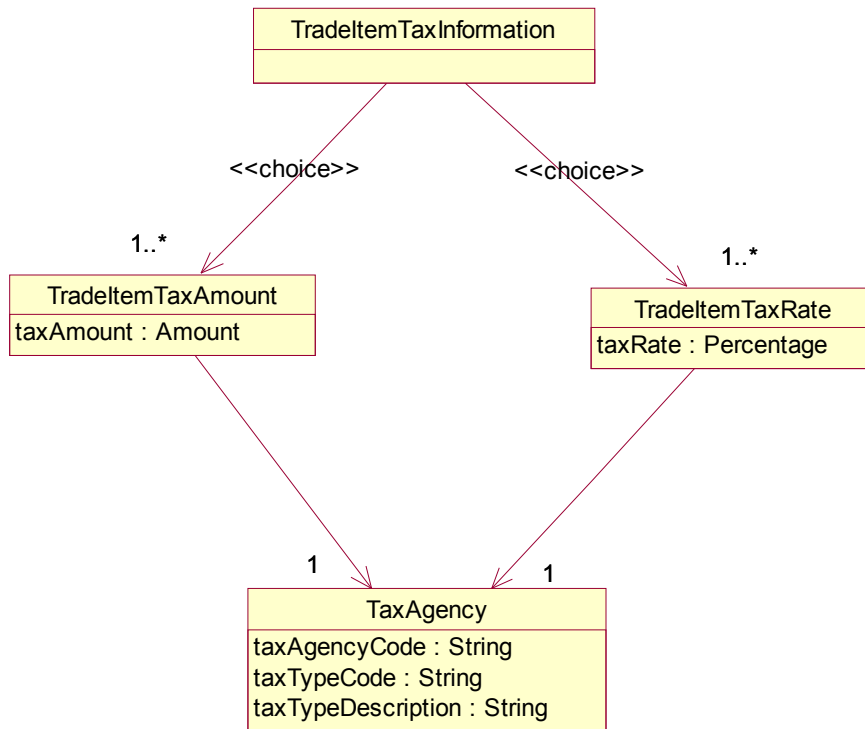 TradeItemTaxInformation
<<choice>>
<<choice>>
1..*
1..*
TradeItemTaxAmount
taxAmount : Amount
TradeItemTaxRate
taxRate : Percentage
1
1
TaxAgency
taxAgencyCode : String
taxTypeCode : String
taxTypeDescription : String